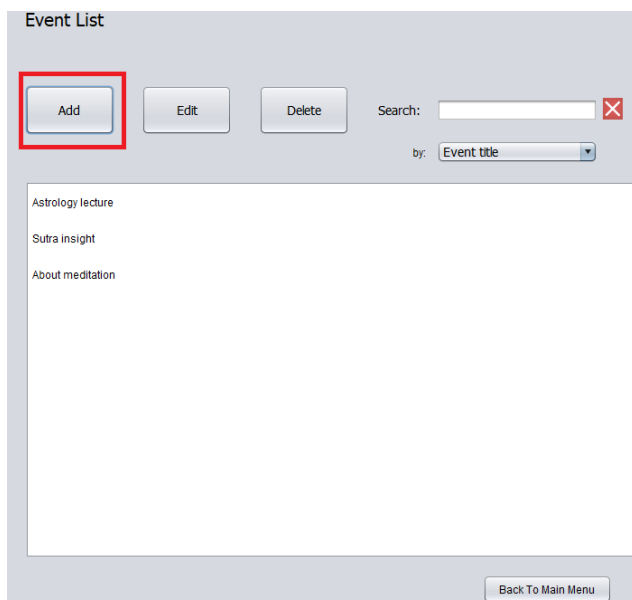 Event List
Add Edit Delete Search:
by: Event title
Astrology lecture
Sutra insight
About meditation
Back To Main Menu